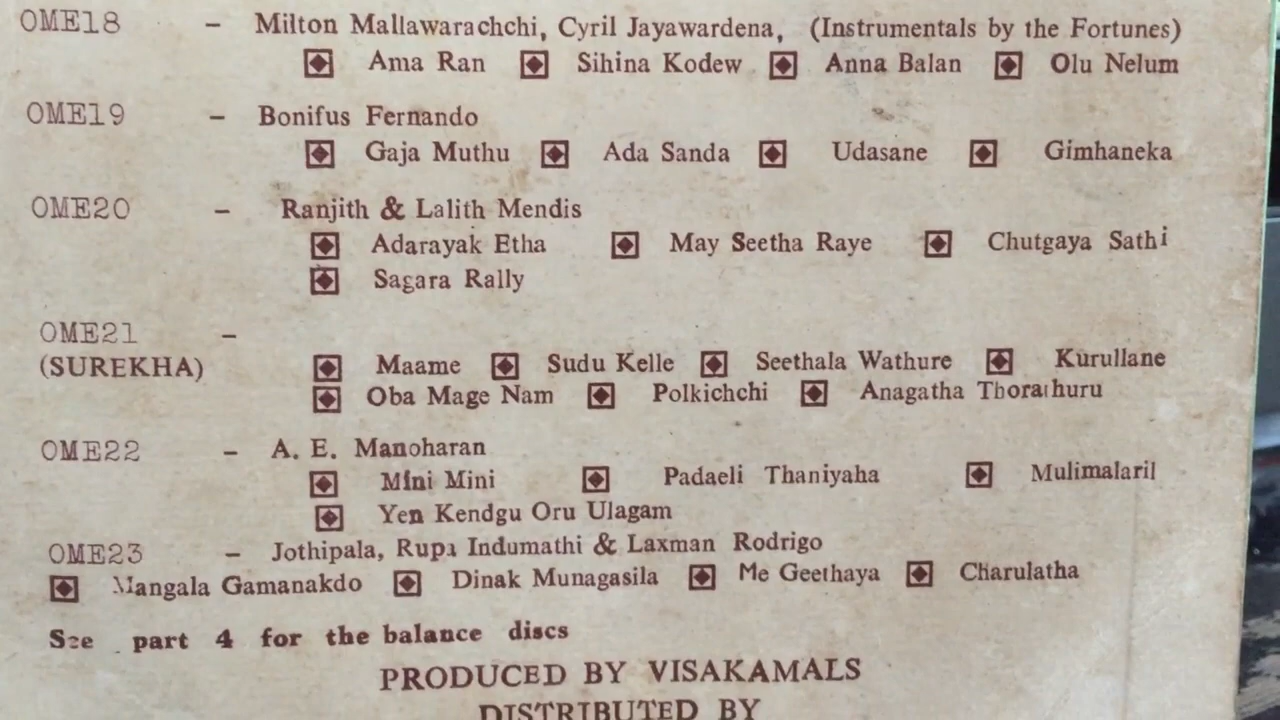 OME18 - Milton Mallawarachchi, Cyril Jayawardena, (Instrumentals by the Fortunes)
Ama Ran Sihina Kodew Anna Balan Olu Nelum
OME19 - Bonifus Fernando
Gaja Muthu Ada Sanda Udasane Gimhaneka
OME20 - Ranjith & Lalith Mendis
Adarayak Etha May Seetha Raye Chutgaya Sathi
Sagara Rally
OME21 -
(SUREKHA) Maame Sudu Kelle Seethala Wathure Kurullane
Oba Mage Nam Polkichchi Anagatha Thorathuru
OME22 - A. E. Manoharan
Mini Mini Padaeli Thaniyaha Mulimalaril
Yen Kendgu Oru Ulagam
OME23 - Jothipala, Rupa Indumathi & Laxman Rodrigo
Mangala Gamanakdo Dinak Munagasila Me Geethaya Charulatha
See part 4 for the balance discs
PRODUCED BY VISAKAMALS
DISTRIBUTED BY